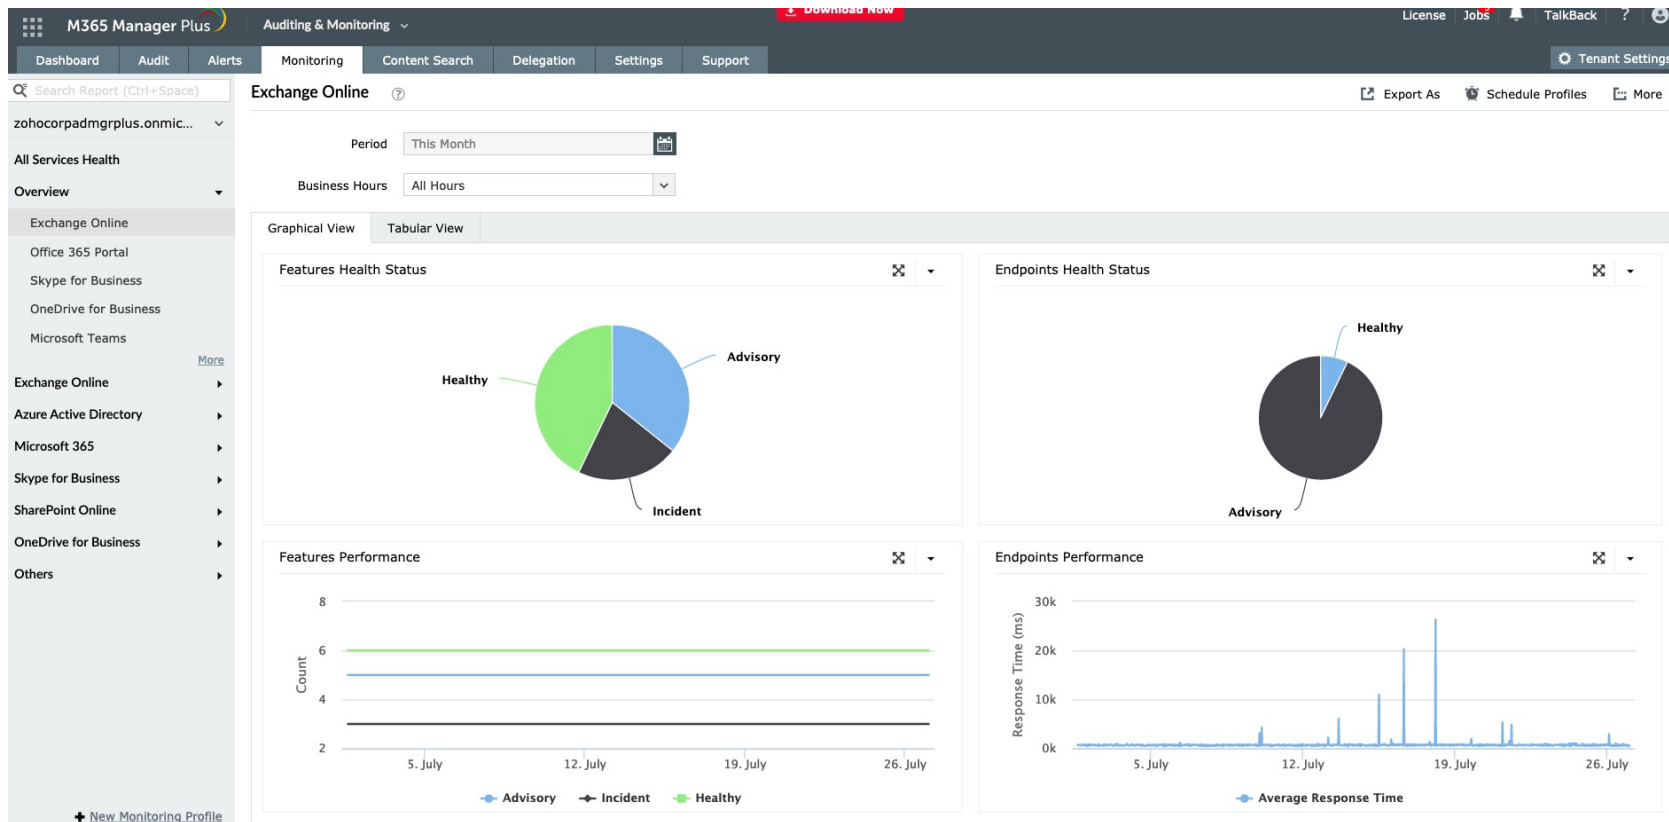 M365 Manager Plus
Auditing & Monitoring
Download Now
License Jobs TalkBack ?
Dashboard Audit Alerts Monitoring Content Search Delegation Settings Support
Tenant Settings
Search Report (Ctrl+Space)
zohocorpadmgrplus.onmic...
All Services Health
Overview
Exchange Online
Office 365 Portal
Skype for Business
OneDrive for Business
Microsoft Teams
More
Exchange Online
Azure Active Directory
Microsoft 365
Skype for Business
SharePoint Online
OneDrive for Business
Others
New Monitoring Profile
Exchange Online ?
Export As Schedule Profiles More
Period This Month
Business Hours All Hours
Graphical View Tabular View
Features Health Status
Healthy
Advisory
Incident
Endpoints Health Status
Healthy
Advisory
Features Performance
Count
8
6
4
2
5. July 12. July 19. July 26. July
Advisory Incident Healthy
Endpoints Performance
Response Time (ms)
30k
20k
10k
0k
5. July 12. July 19. July 26. July
Average Response Time